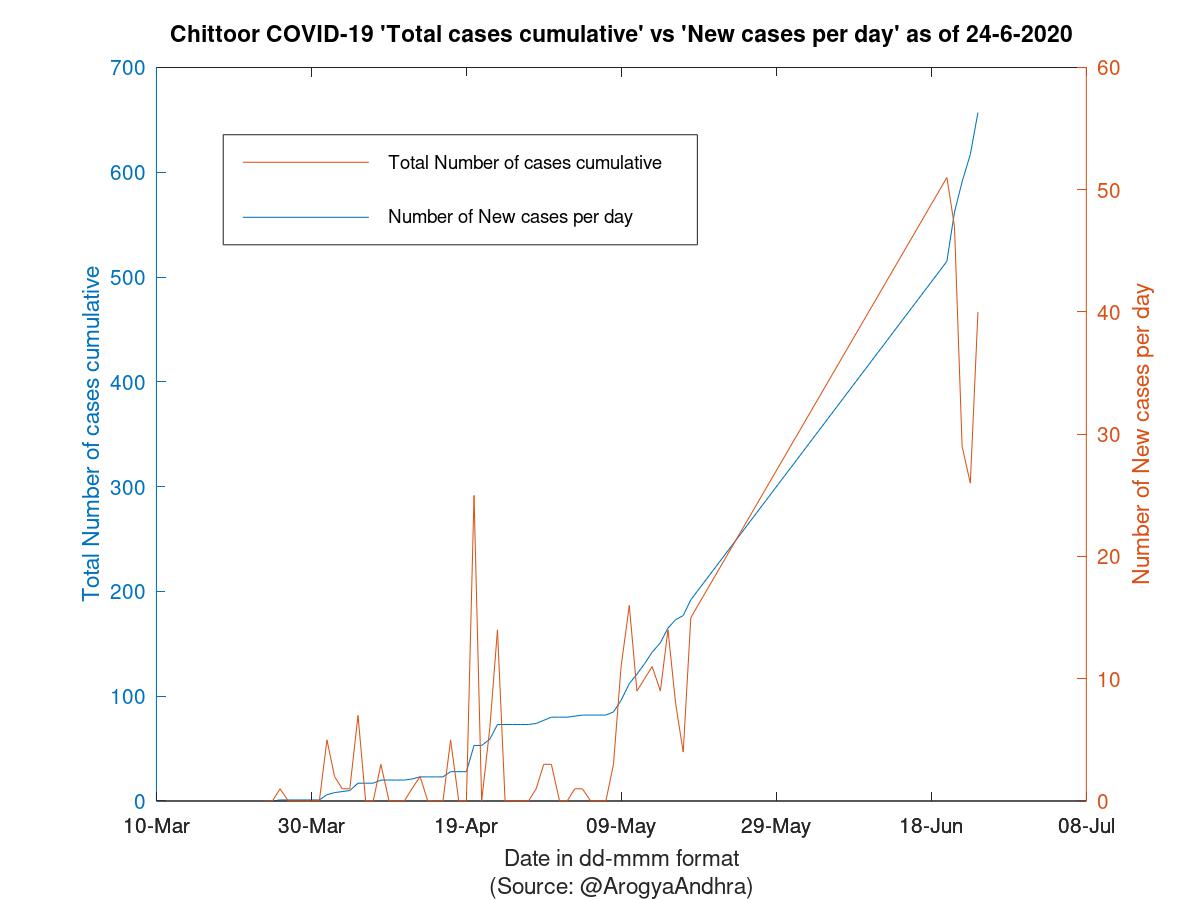 Chittoor COVID-19 'Total cases cumulative' vs 'New cases per day' as of 24-6-2020
700
600
500
400
300
200
100
0
Total Number of cases cumulative
60
50
40
30
20
10
0
Number of New cases per day
Total Number of cases cumulative
Number of New cases per day
10-Mar 30-Mar 19-Apr 09-May 29-May 18-Jun 08-Jul
Date in dd-mmm format
(Source: @ArogyaAndhra)